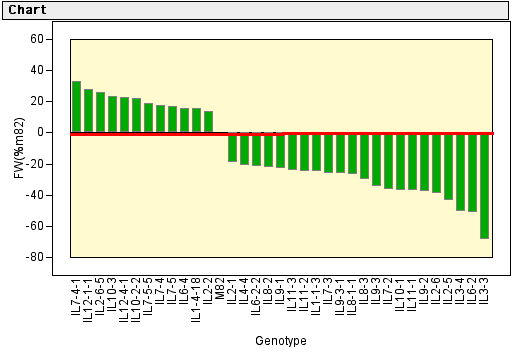 Chart
FW(%m82)
60
40
20
0
-20
-40
-60
-80
IL7-4-1
IL12-1-1
IL2-6-5
IL10-3
IL12-4-1
IL10-2-2
IL7-5-5
IL7-4
IL7-5
IL6-4
IL1-4-18
IL2-2
M82
IL2-1
IL4-1
IL6-2-2
IL8-2
IL9-1
IL11-3
IL11-2
IL1-1-3
IL7-3
IL9-3-1
IL8-1-1
IL8-3
IL9-3
IL7-2
IL10-1
IL11-1
IL9-2
IL2-6
IL2-5
IL3-4
IL6-2
IL3-3
Genotype